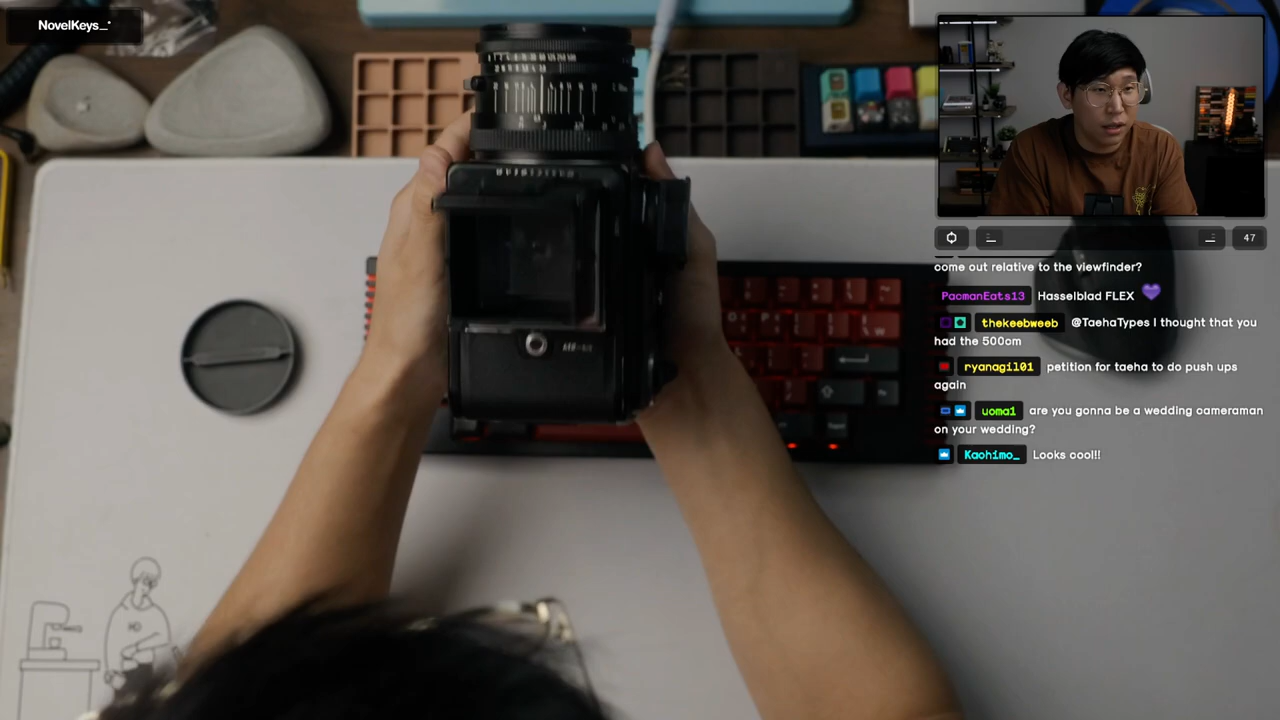 NovelKeys_*
47
come out relative to the viewfinder?
PacmanEats13 Hasselblad FLEX
thekeebweeb @TaehaTypes I thought that you
had the 500om
ryanagil01 petition for taeha to do push ups
again
uoma1 are you gonna be a wedding cameraman
on your wedding?
Kaohimo_ Looks cool!!